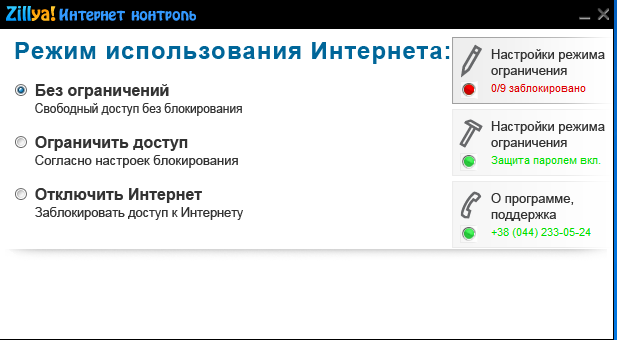 Zillya! Интернет контроль
Режим использования Интернета:
Без ограничений
Свободный доступ без блокирования
Ограничить доступ
Согласно настроек блокирования
Отключить Интернет
Заблокировать доступ к Интернету
Настройки режима
ограничения
0/9 заблокировано
Настройки режима
ограничения
Защита паролем вкл.
О программе,
поддержка
+38 (044) 233-05-24